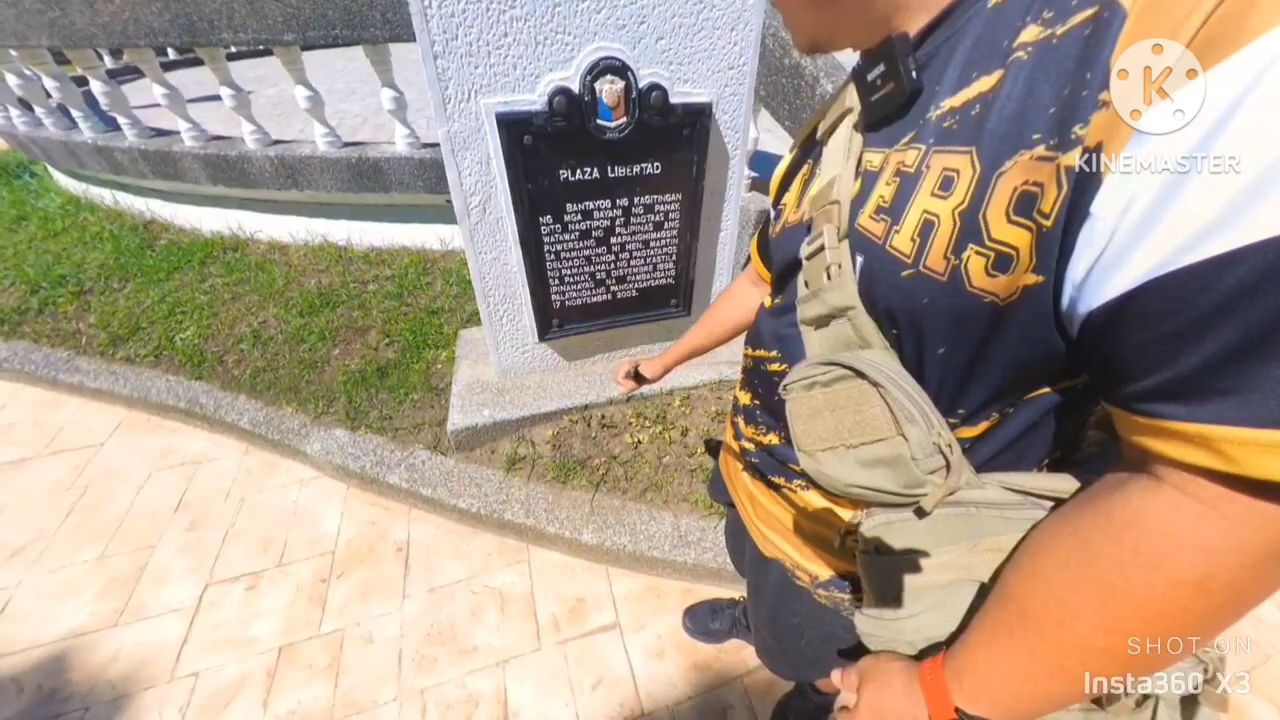 PLAZA LIBERTAD
BANTAYOG NG KAGITINGAN
NG MGA BAYANI NG PANAY.
DITO NAGTIPON AT NAGTAAS NG
WATAWAT NG PILIPINAS ANG
PUWERSANG MAPANGHIMAGSIK
SA PAMUMUNO NI HEN. MARTIN
DELGADO, TANDA NG PAGTATAPOS
NG PAMAMAHALA NG MGA KASTILA
SA PANAY, 25 DISYEMBRE 1898.
IPINAHAYAG NA PAMBANSANG
PALATANDAANG PANGKASAYSAYAN,
17 NOBYEMBRE 2003.
TERS
K
KINEMASTER
SHOT ON
Insta360 X3